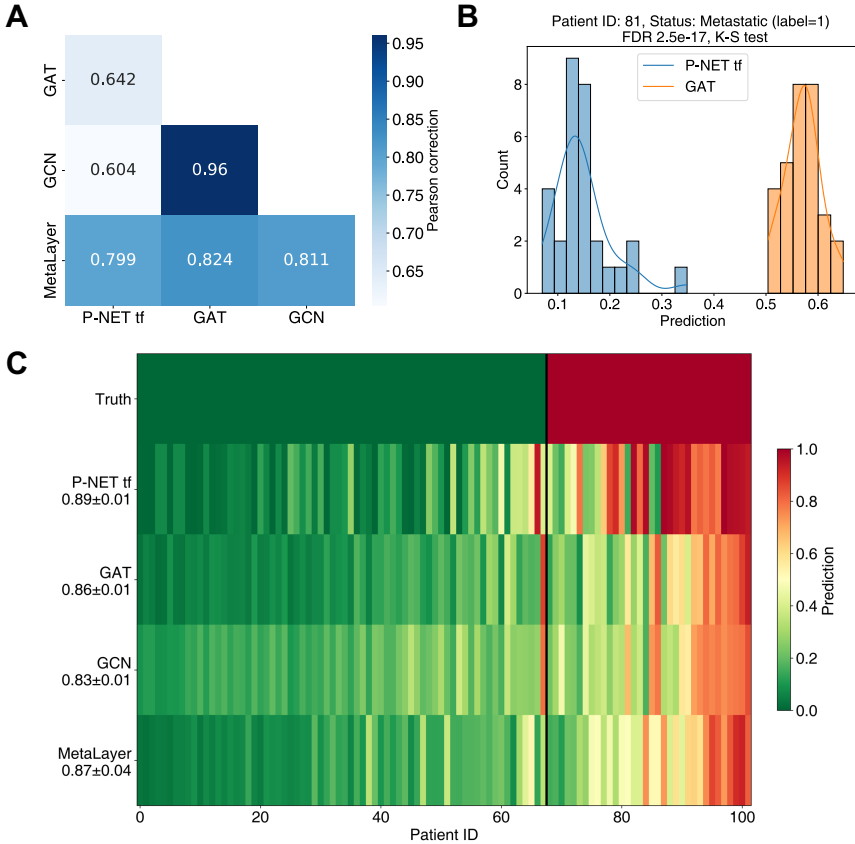 A
GAT
GCN
MetaLayer
0.642
0.604
0.96
0.799
0.824
0.811
P-NET tf
GAT
GCN
0.95
0.90
0.85
0.80
0.75
0.70
0.65
Pearson correction
B
Patient ID: 81, Status: Metastatic (label=1)
FDR 2.5e-17, K-S test
P-NET tf
GAT
Count
8
6
4
2
0
0.1
0.2
0.3
0.4
0.5
0.6
Prediction
C
Truth
P-NET tf
0.89±0.01
GAT
0.86±0.01
GCN
0.83±0.01
MetaLayer
0.87±0.04
0
20
40
60
80
100
Patient ID
1.0
0.8
0.6
0.4
0.2
0.0
Prediction